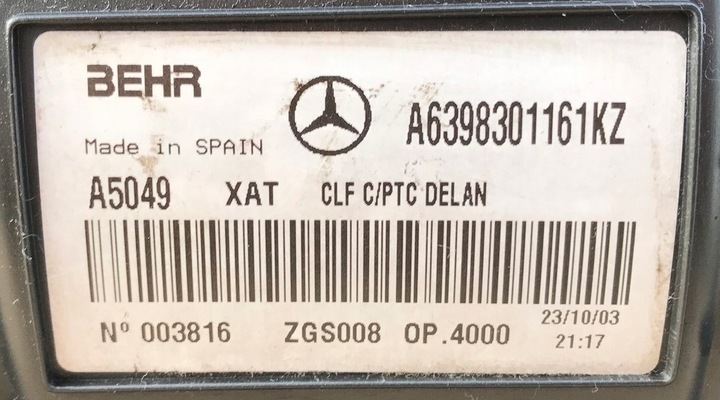 BEHR
Made in SPAIN
A6398301161KZ
A5049 XAT CLF C/PTC DELAN
Nº 003816 ZGS008 OP.4000
23/10/03
21:17